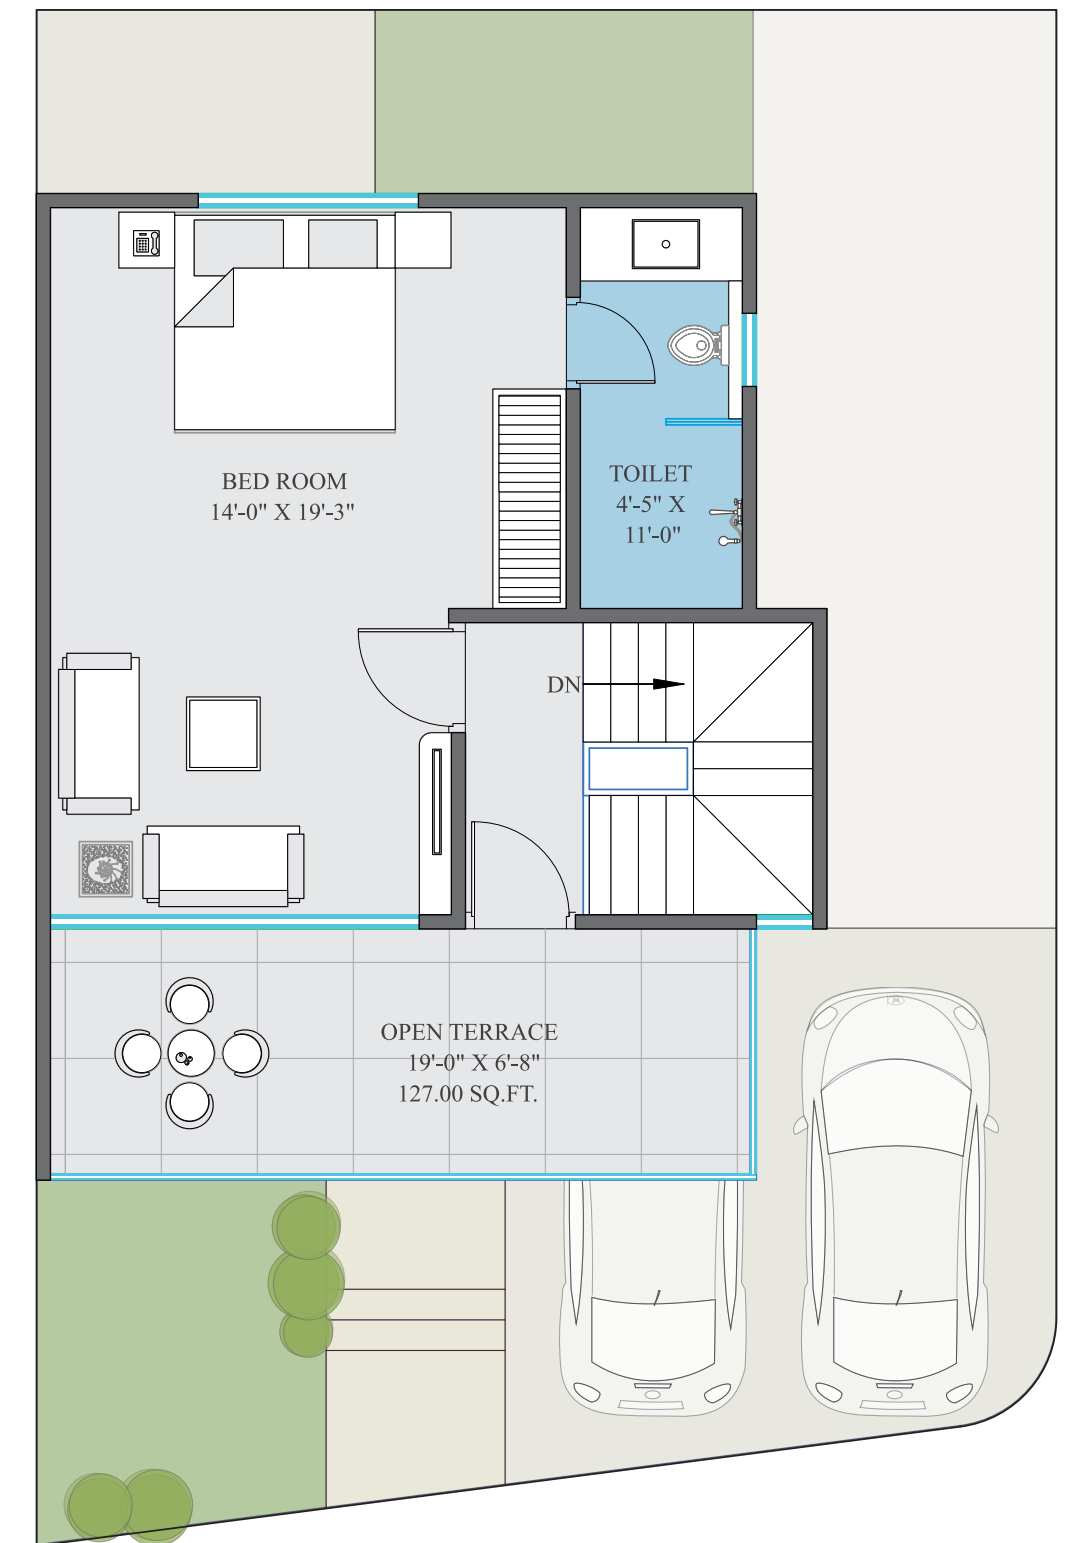 BED ROOM
14'-0" X 19'-3"
TOILET
4'-5" X
11'-0"
DN
OPEN TERRACE
19'-0" X 6'-8"
127.00 SQ.FT.